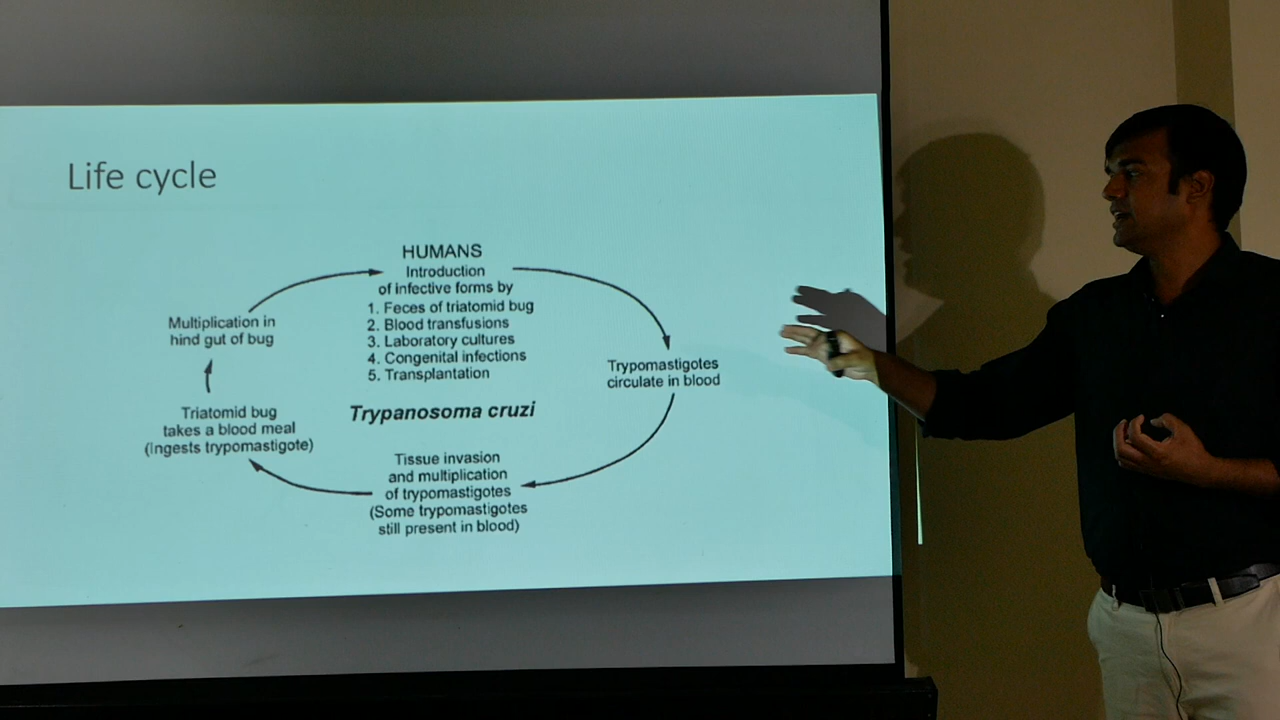 Life cycle
HUMANS
Introduction
of infective forms by
1. Feces of triatomid bug
2. Blood transfusions
3. Laboratory cultures
4. Congenital infections
5. Transplantation
Trypomastigotes
circulate in blood
Tissue invasion
and multiplication
of trypomastigotes
(Some trypomastigotes
still present in blood)
Triatomid bug
takes a blood meal
(Ingests trypomastigote)
Multiplication in
hind gut of bug
Trypanosoma cruzi